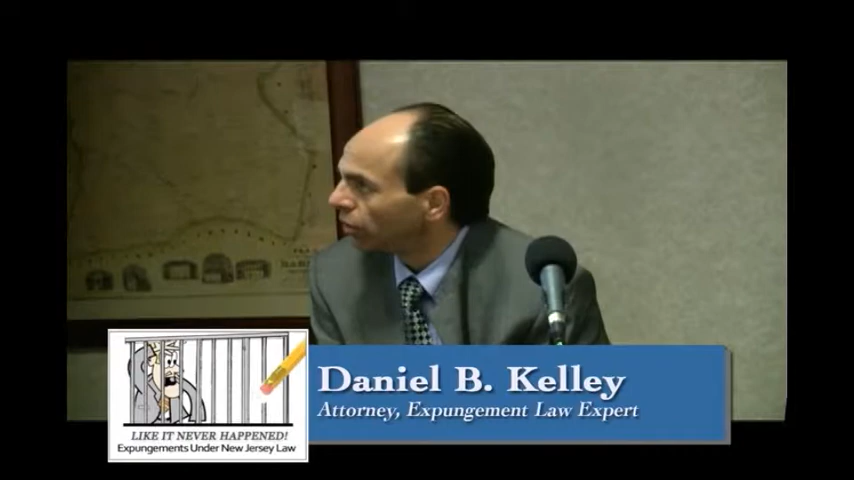 Daniel B. Kelley
Attorney, Expungement Law Expert
LIKE IT NEVER HAPPENED!
Expungements Under New Jersey Law